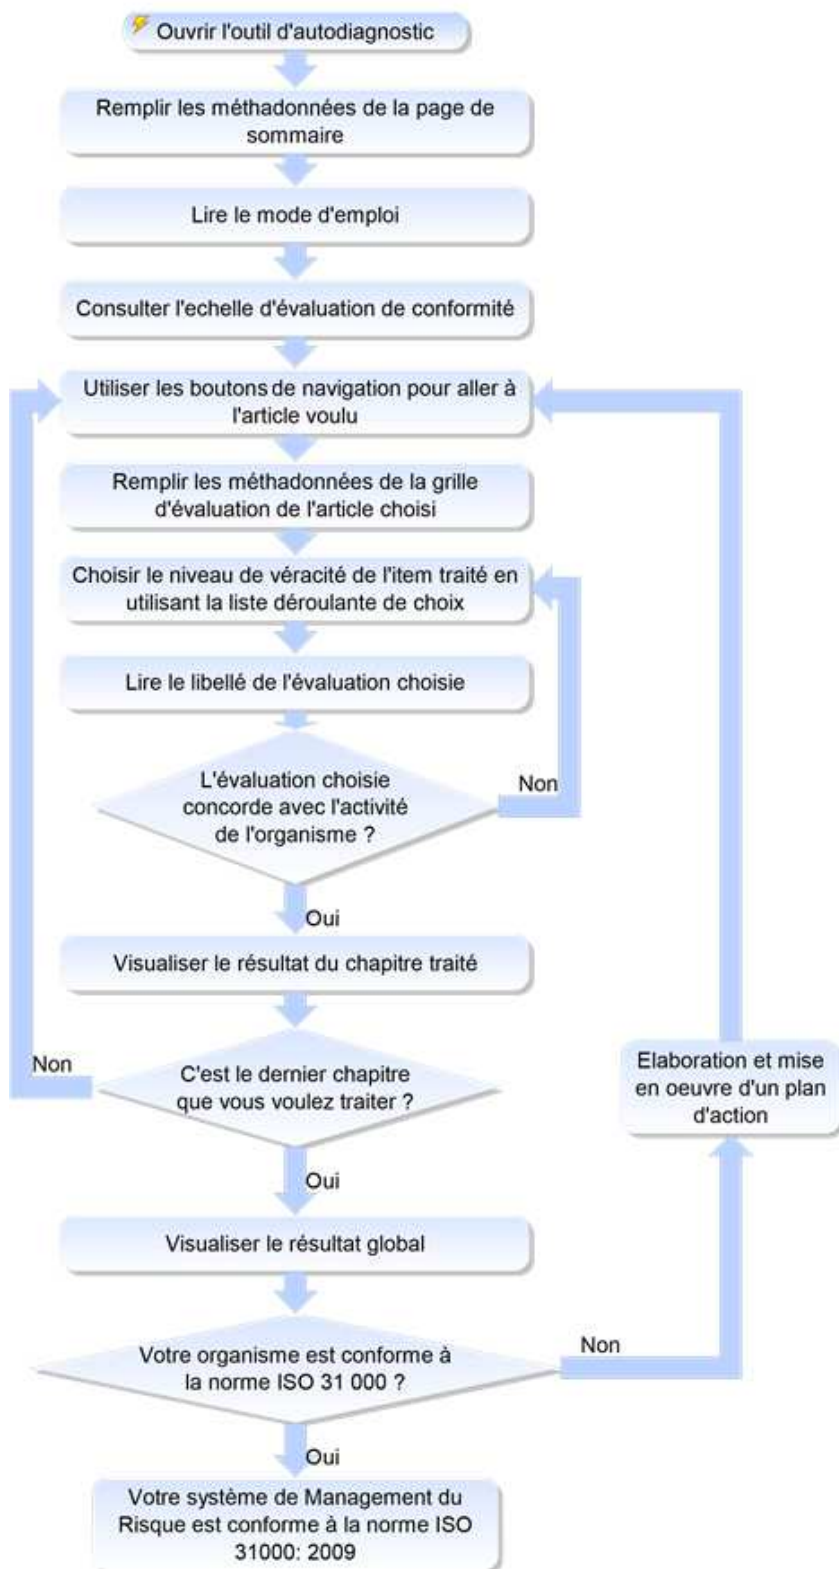 Ouvrir l'outil d'autodiagnostic
Remplir les méthadonnées de la page de
sommaire
Lire le mode d'emploi
Consulter l'echelle d'évaluation de conformité
Utiliser les boutons de navigation pour aller à
l'article voulu
Remplir les méthadonnées de la grille
d'évaluation de l'article choisi
Choisir le niveau de véracité de l'item traité en
utilisant la liste déroulante de choix
Lire le libellé de l'évaluation choisie
L'évaluation choisie
concorde avec l'activité
de l'organisme ?
Non
Oui
Visualiser le résultat du chapitre traité
C'est le dernier chapitre
que vous voulez traiter ?
Non
Oui
Elaboration et mise
en oeuvre d'un plan
d'action
Visualiser le résultat global
Votre organisme est conforme à
la norme ISO 31 000 ?
Non
Oui
Votre système de Management du
Risque est conforme à la norme ISO
31000: 2009